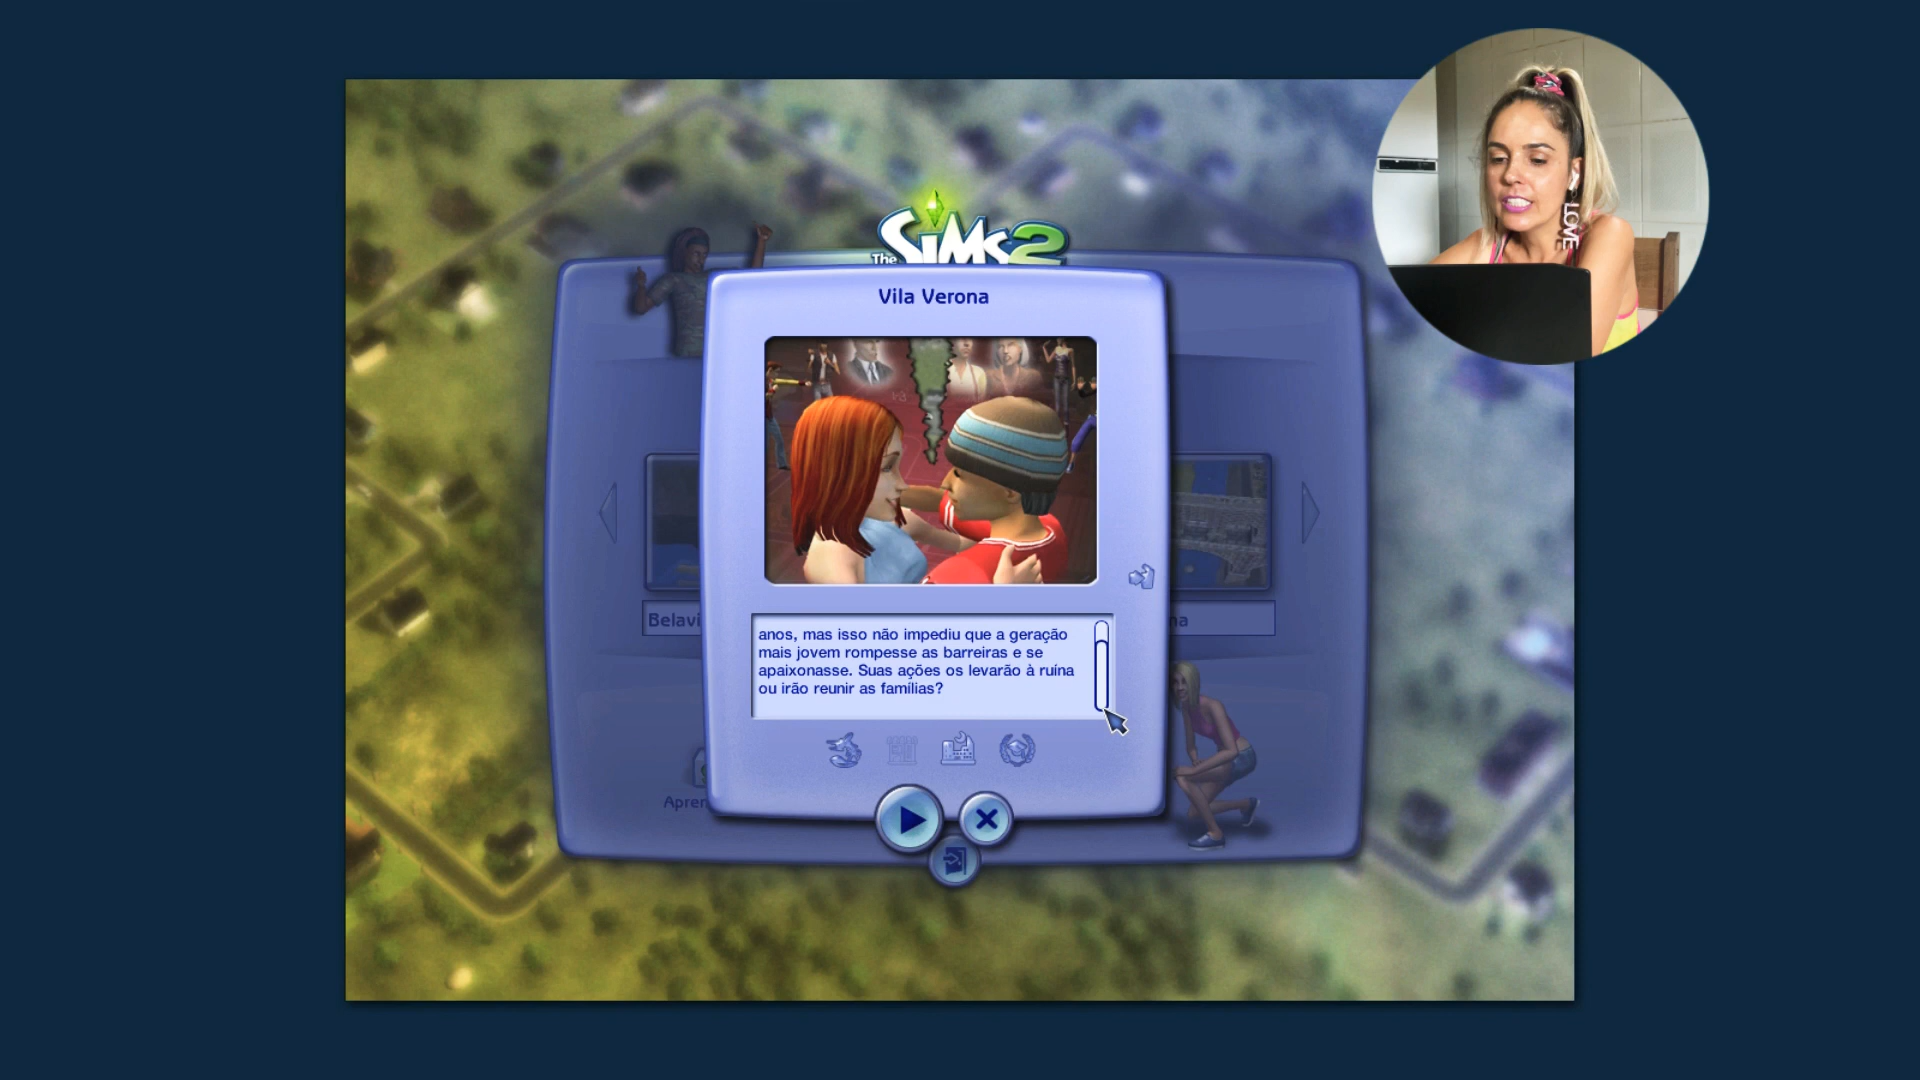 The Sims 2
Vila Verona
anos, mas isso não impediu que a geração
mais jovem rompesse as barreiras e se
apaixonasse. Suas ações os levarão à ruína
ou irão reunir as famílias?
Belavi
na
Apren
LOVE